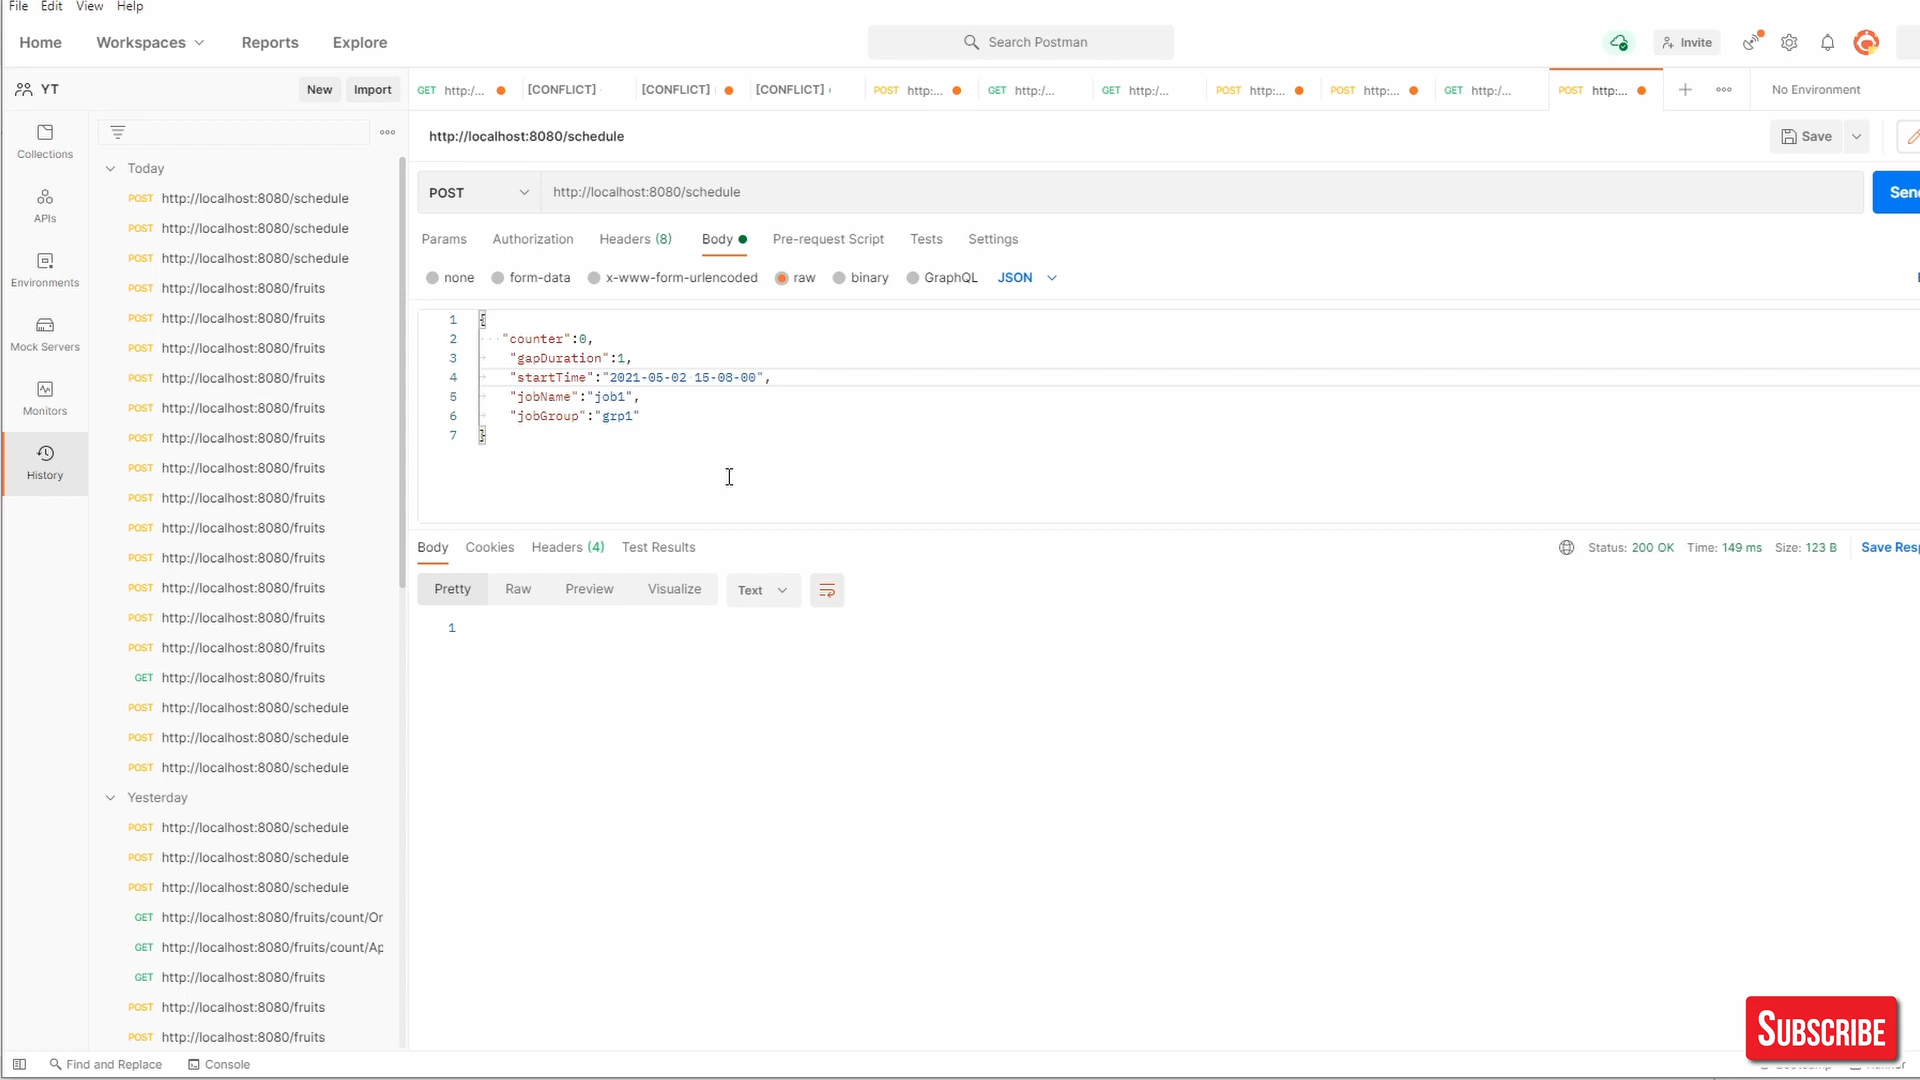 File Edit View Help
Home Workspaces Reports Explore Search Postman Invite
YT New Import GET http:/... [CONFLICT] [CONFLICT] [CONFLICT] POST http:... GET http:/... GET http:/... POST http:... POST http:... GET http:/... POST http:... No Environment
http://localhost:8080/schedule Save
POST http://localhost:8080/schedule
Params Authorization Headers (8) Body Pre-request Script Tests Settings
none form-data x-www-form-urlencoded raw binary GraphQL JSON
1 {
2 "counter":0,
3 "gapDuration":1,
4 "startTime":"2021-05-02 15-08-00",
5 "jobName":"job1",
6 "jobGroup":"grp1"
7 }
Body Cookies Headers (4) Test Results Status: 200 OK Time: 149 ms Size: 123 B
Pretty Raw Preview Visualize Text
1
Collections
APIs
Environments
Mock Servers
Monitors
History
Today
POST http://localhost:8080/schedule
POST http://localhost:8080/schedule
POST http://localhost:8080/schedule
POST http://localhost:8080/fruits
POST http://localhost:8080/fruits
POST http://localhost:8080/fruits
POST http://localhost:8080/fruits
POST http://localhost:8080/fruits
POST http://localhost:8080/fruits
POST http://localhost:8080/fruits
POST http://localhost:8080/fruits
POST http://localhost:8080/fruits
POST http://localhost:8080/fruits
POST http://localhost:8080/fruits
POST http://localhost:8080/fruits
POST http://localhost:8080/fruits
GET http://localhost:8080/fruits
POST http://localhost:8080/schedule
POST http://localhost:8080/schedule
POST http://localhost:8080/schedule
Yesterday
POST http://localhost:8080/schedule
POST http://localhost:8080/schedule
POST http://localhost:8080/schedule
GET http://localhost:8080/fruits/count/Or
GET http://localhost:8080/fruits/count/Ap
GET http://localhost:8080/fruits
POST http://localhost:8080/fruits
POST http://localhost:8080/fruits
SUBSCRIBE
Find and Replace Console